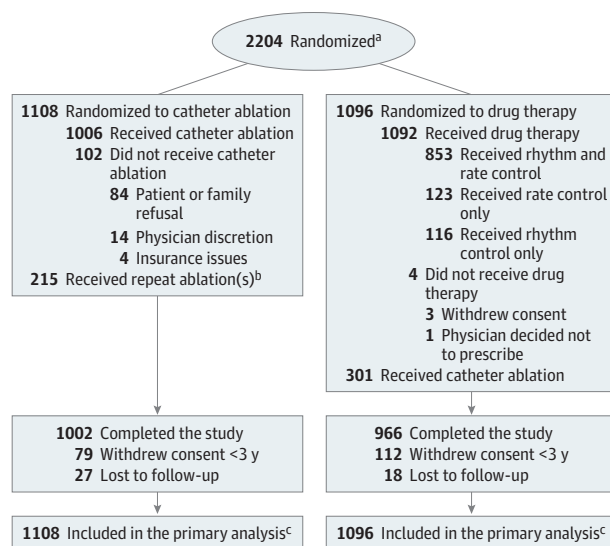 2204 Randomizedᵃ
1108 Randomized to catheter ablation
1006 Received catheter ablation
102 Did not receive catheter
ablation
84 Patient or family
refusal
14 Physician discretion
4 Insurance issues
215 Received repeat ablation(s)ᵇ
1096 Randomized to drug therapy
1092 Received drug therapy
853 Received rhythm and
rate control
123 Received rate control
only
116 Received rhythm
control only
4 Did not receive drug
therapy
3 Withdrew consent
1 Physician decided not
to prescribe
301 Received catheter ablation
1002 Completed the study
79 Withdrew consent <3 y
27 Lost to follow-up
966 Completed the study
112 Withdrew consent <3 y
18 Lost to follow-up
1108 Included in the primary analysisᶜ
1096 Included in the primary analysisᶜ